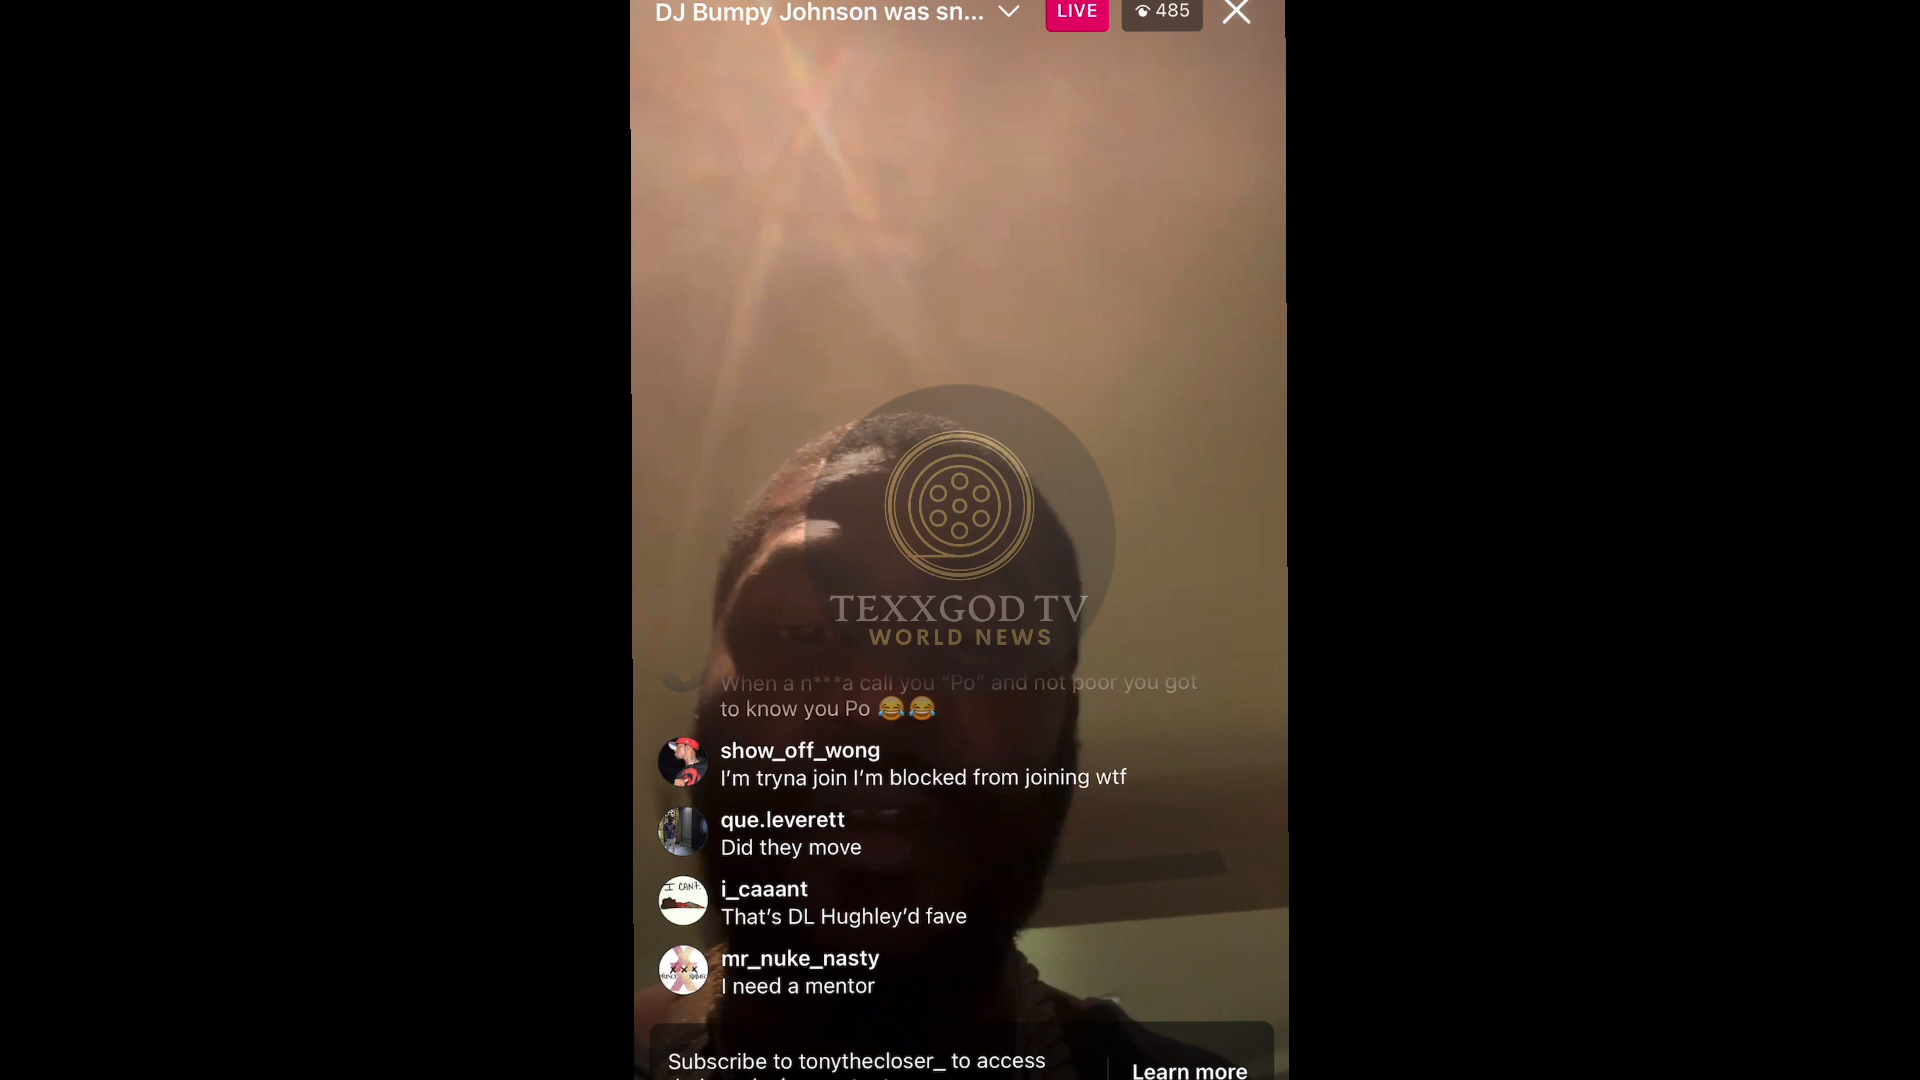 DJ Bumpy Johnson was sn...
LIVE
485
TEXXGOD TV
WORLD NEWS
When a n***a call you “Po” and not poor you got
to know you Po 😂😂
show_off_wong
I’m tryna join I’m blocked from joining wtf
que.leverett
Did they move
I CAN'T.
i_caaant
That’s DL Hughley’d fave
mr_nuke_nasty
I need a mentor
Subscribe to tonythecloser_ to access
Learn more